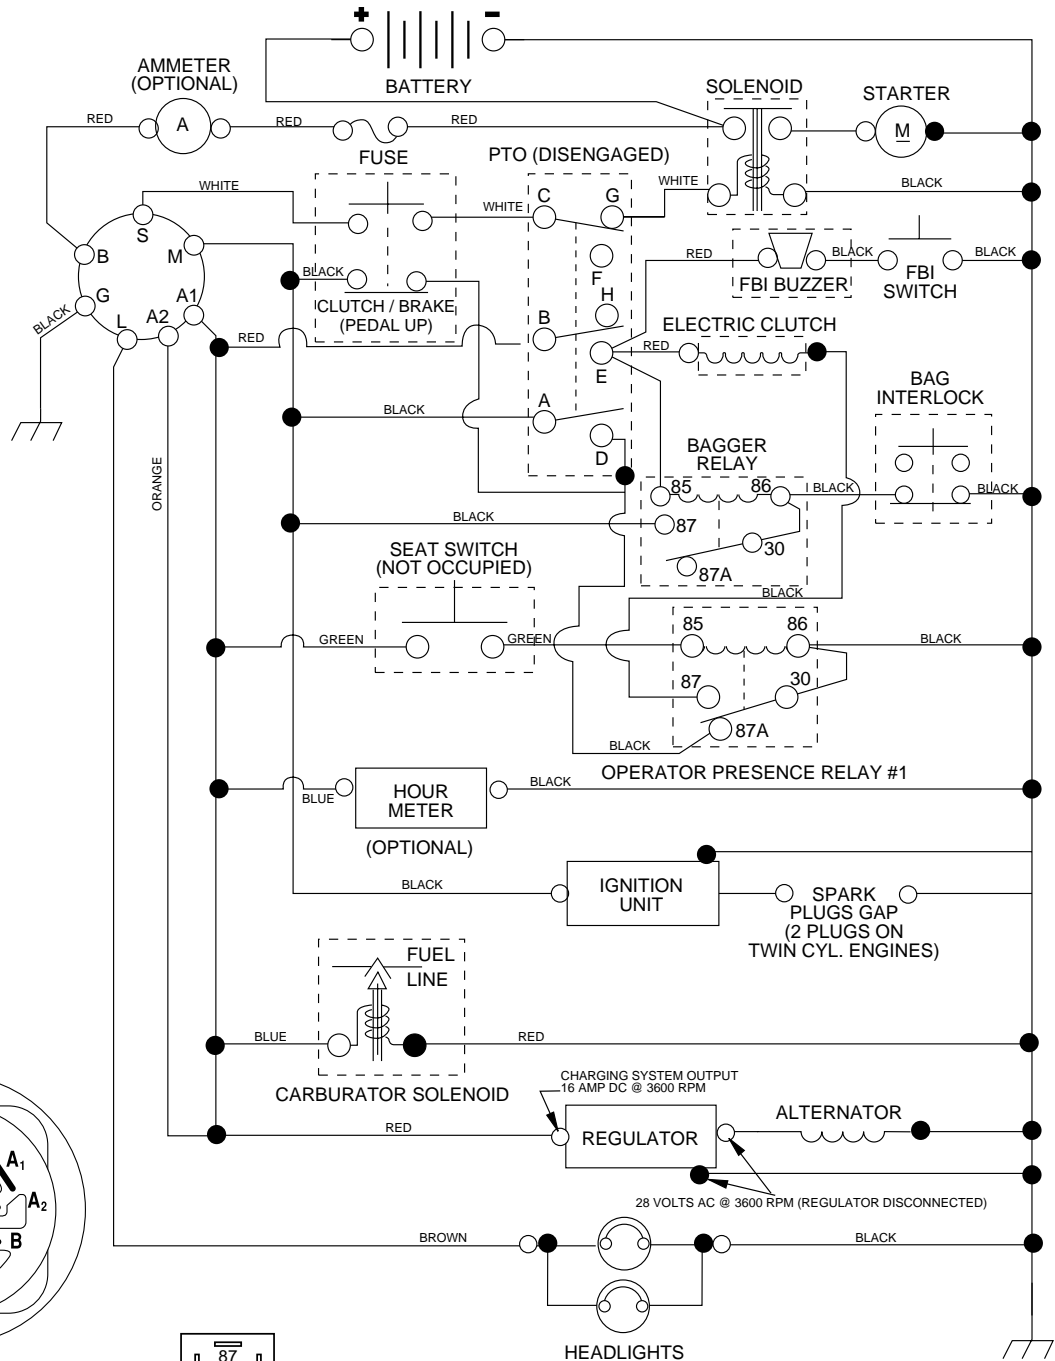 + -
BATTERY
AMMETER
(OPTIONAL)
SOLENOID
STARTER
RED
A
RED
RED
M
FUSE
PTO (DISENGAGED)
WHITE
WHITE
WHITE
BLACK
S
C
G
B
M
F
RED
BLACK
BLACK
FBI BUZZER
FBI
SWITCH
BLACK
G
A1
A2
L
BLACK
CLUTCH / BRAKE
(PEDAL UP)
H
B
RED
ELECTRIC CLUTCH
RED
E
BAG
INTERLOCK
A
BLACK
D
BAGGER
RELAY
ORANGE
85
86
BLACK
BLACK
BLACK
87
30
87A
SEAT SWITCH
(NOT OCCUPIED)
BLACK
GREEN
GREEN
85
86
BLACK
87
30
87A
BLACK
OPERATOR PRESENCE RELAY #1
BLUE
HOUR
METER
(OPTIONAL)
BLACK
BLACK
IGNITION
UNIT
SPARK
PLUGS GAP
(2 PLUGS ON
TWIN CYL. ENGINES)
FUEL
LINE
BLUE
RED
CARBURATOR SOLENOID
CHARGING SYSTEM OUTPUT
16 AMP DC @ 3600 RPM
RED
REGULATOR
ALTERNATOR
28 VOLTS AC @ 3600 RPM (REGULATOR DISCONNECTED)
A1
A2
B
BROWN
BLACK
HEADLIGHTS
87